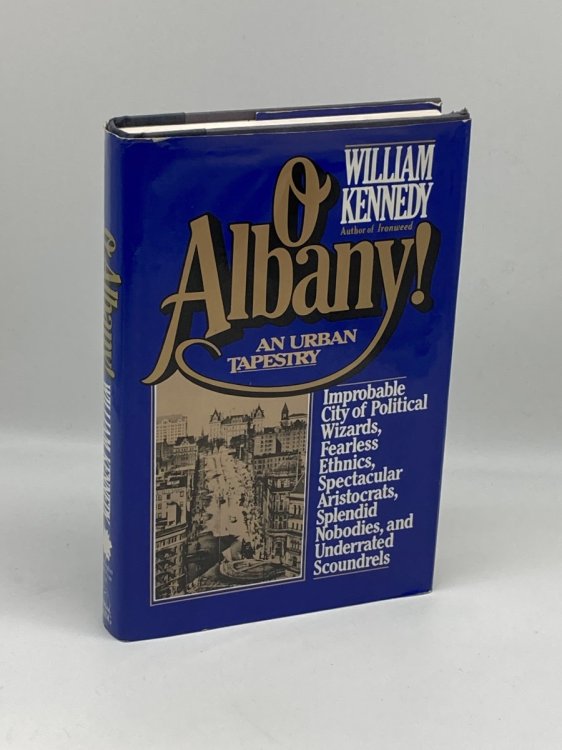 WILLIAM
KENNEDY
Author of Ironweed
O
Albany!
AN URBAN
TAPESTRY
Improbable
City of Political
Wizards,
Fearless
Ethnics,
Spectacular
Aristocrats,
Splendid
Nobodies, and
Underrated
Scoundrels
O Albany!
WILLIAM KENNEDY